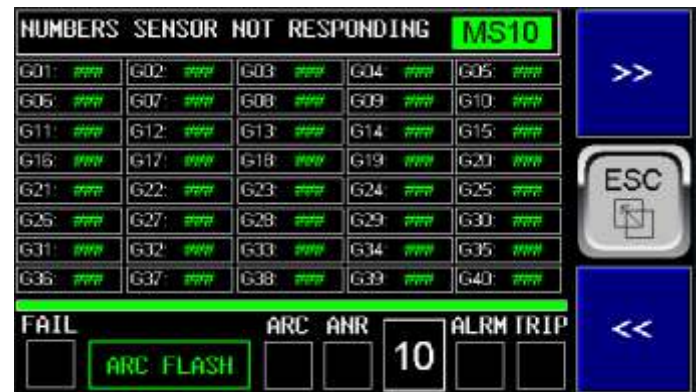 NUMBERS SENSOR NOT RESPONDING MS10
G01: ### G02: ### G03: ### G04: ### G05: ###
G06: ### G07: ### G08: ### G09: ### G10: ###
G11: ### G12: ### G13: ### G14: ### G15: ###
G16: ### G17: ### G18: ### G19: ### G20: ###
G21: ### G22: ### G23: ### G24: ### G25: ###
G26: ### G27: ### G28: ### G29: ### G30: ###
G31: ### G32: ### G33: ### G34: ### G35: ###
G36: ### G37: ### G38: ### G39: ### G40: ###
FAIL ARC ANR ALRM TRIP
ARC FLASH 10
>>
ESC
<<